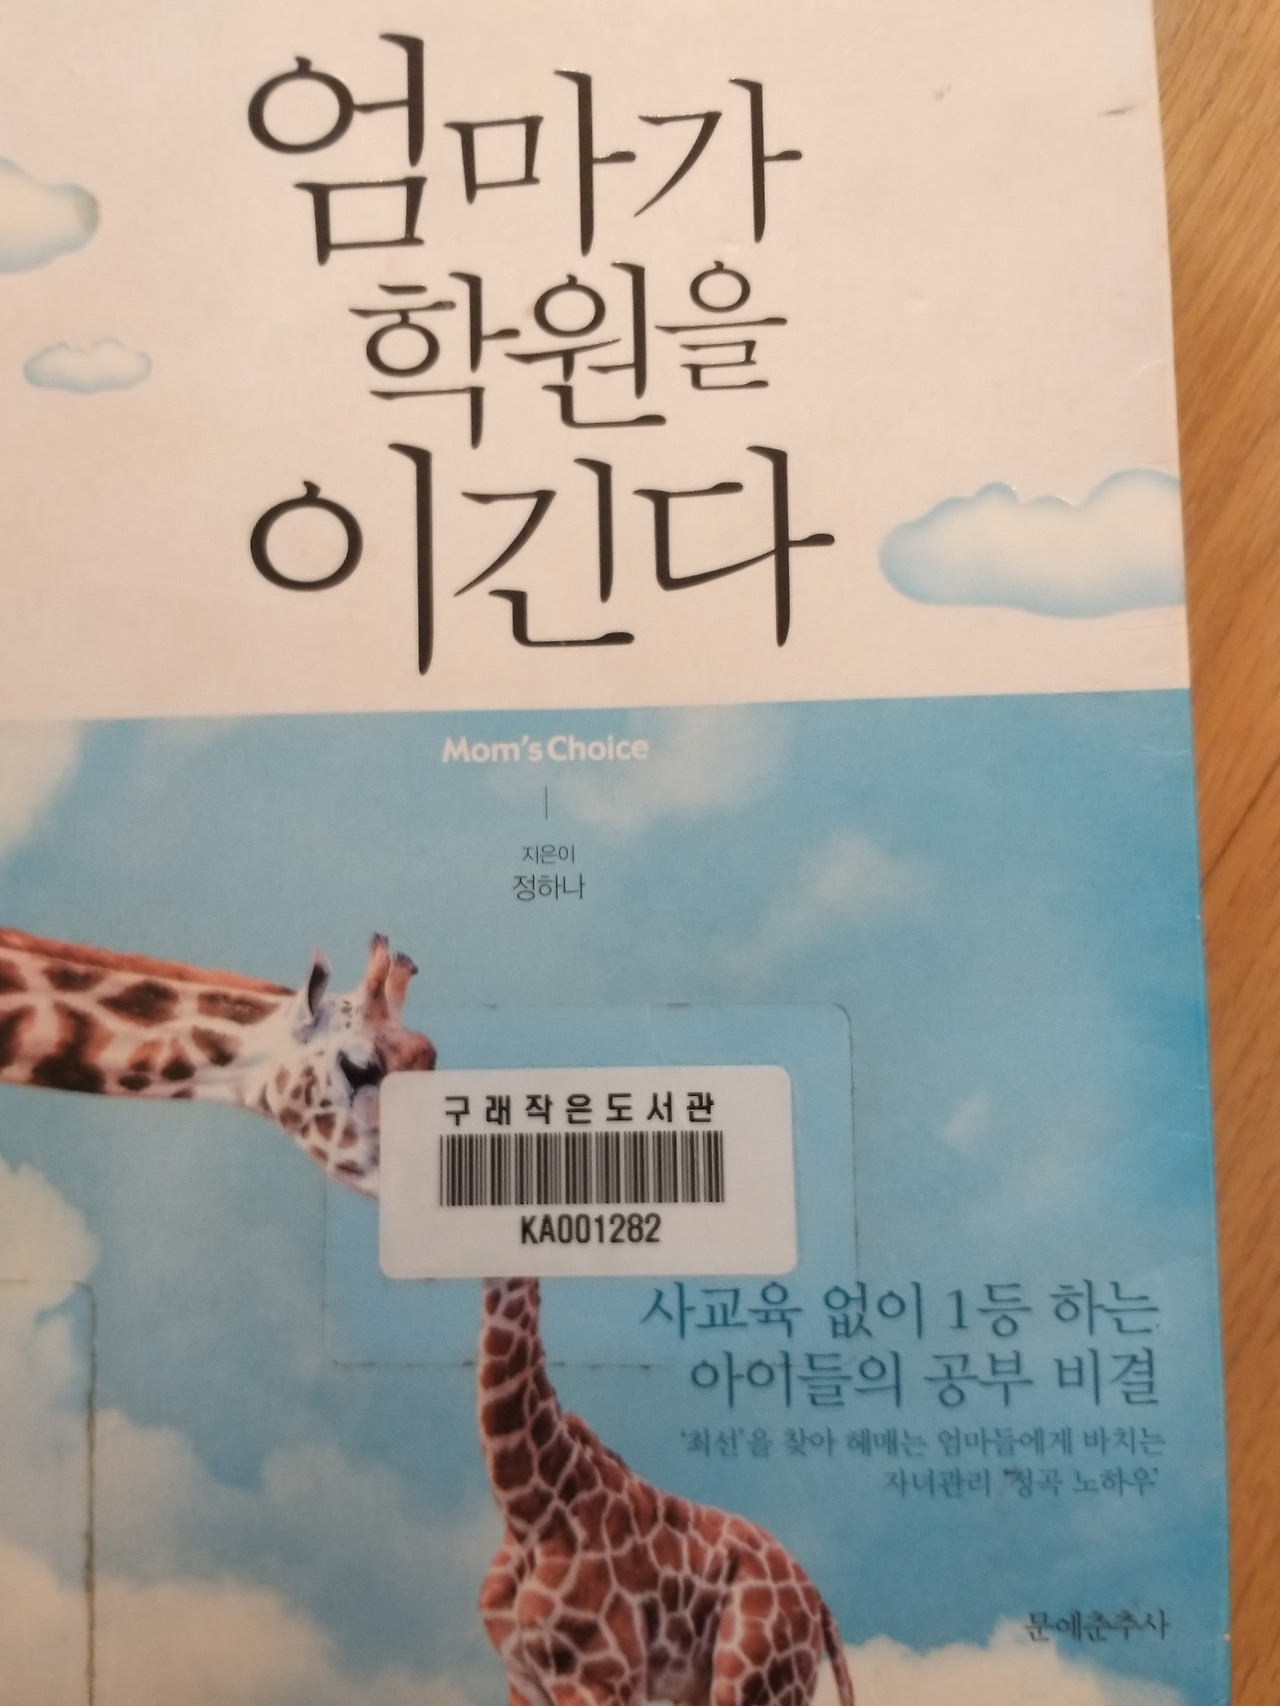 엄마가
학원을
이긴다
Mom's Choice
지은이
정하나
구래작은도서관
KA001282
사교육 없이 1등 하는
아이들의 공부 비결
'최선'을 찾아 헤매는 엄마들에게 바치는
자녀관리 '정곡 노하우'
문예춘추사